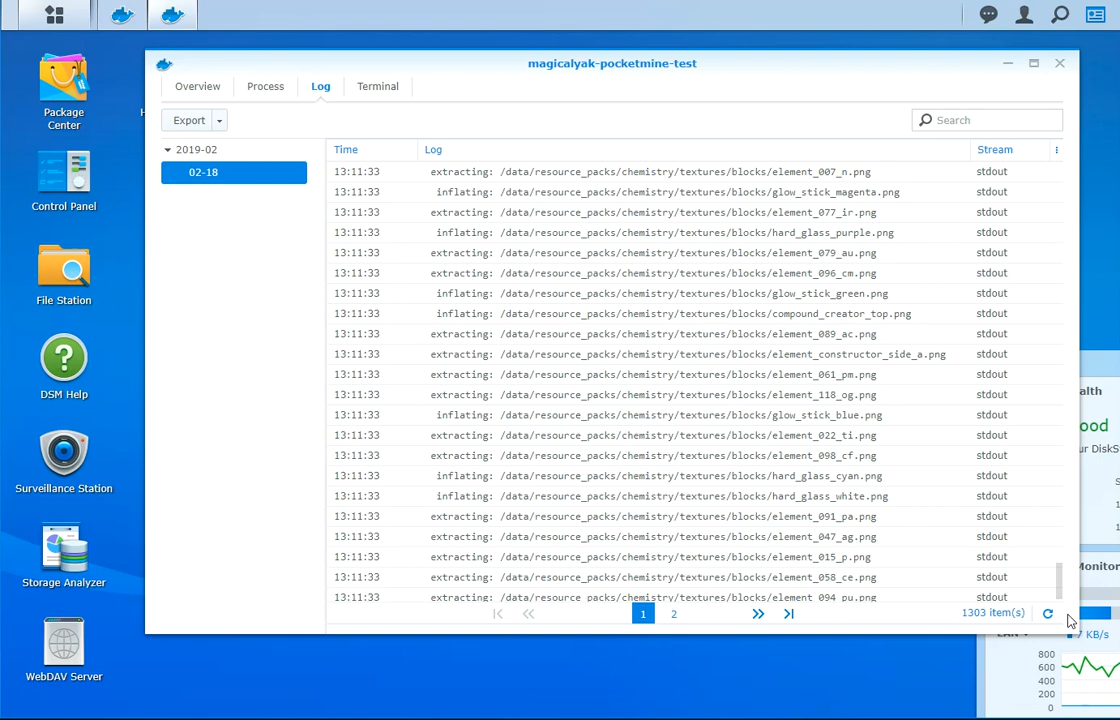 magicalyak-pocketmine-test
Overview Process Log Terminal
Export Search
2019-02
02-18
Time Log Stream
13:11:33 extracting: /data/resource_packs/chemistry/textures/blocks/element_007_n.png stdout
13:11:33 inflating: /data/resource_packs/chemistry/textures/blocks/glow_stick_magenta.png stdout
13:11:33 extracting: /data/resource_packs/chemistry/textures/blocks/element_077_ir.png stdout
13:11:33 inflating: /data/resource_packs/chemistry/textures/blocks/hard_glass_purple.png stdout
13:11:33 extracting: /data/resource_packs/chemistry/textures/blocks/element_079_au.png stdout
13:11:33 extracting: /data/resource_packs/chemistry/textures/blocks/element_096_cm.png stdout
13:11:33 inflating: /data/resource_packs/chemistry/textures/blocks/glow_stick_green.png stdout
13:11:33 inflating: /data/resource_packs/chemistry/textures/blocks/compound_creator_top.png stdout
13:11:33 extracting: /data/resource_packs/chemistry/textures/blocks/element_089_ac.png stdout
13:11:33 extracting: /data/resource_packs/chemistry/textures/blocks/element_constructor_side_a.png stdout
13:11:33 extracting: /data/resource_packs/chemistry/textures/blocks/element_061_pm.png stdout
13:11:33 extracting: /data/resource_packs/chemistry/textures/blocks/element_118_og.png stdout
13:11:33 inflating: /data/resource_packs/chemistry/textures/blocks/glow_stick_blue.png stdout
13:11:33 extracting: /data/resource_packs/chemistry/textures/blocks/element_022_ti.png stdout
13:11:33 extracting: /data/resource_packs/chemistry/textures/blocks/element_098_cf.png stdout
13:11:33 inflating: /data/resource_packs/chemistry/textures/blocks/hard_glass_cyan.png stdout
13:11:33 inflating: /data/resource_packs/chemistry/textures/blocks/hard_glass_white.png stdout
13:11:33 extracting: /data/resource_packs/chemistry/textures/blocks/element_091_pa.png stdout
13:11:33 extracting: /data/resource_packs/chemistry/textures/blocks/element_047_ag.png stdout
13:11:33 extracting: /data/resource_packs/chemistry/textures/blocks/element_015_p.png stdout
13:11:33 extracting: /data/resource_packs/chemistry/textures/blocks/element_058_ce.png stdout
13:11:33 extracting: /data/resource_packs/chemistry/textures/blocks/element_094_pu.png stdout
1 2 1303 item(s)
Package
Center
Control Panel
File Station
DSM Help
Surveillance Station
Storage Analyzer
WebDAV Server
alth
ood
ur DiskS
Monitor
7 KB/s
800
600
400
200
0